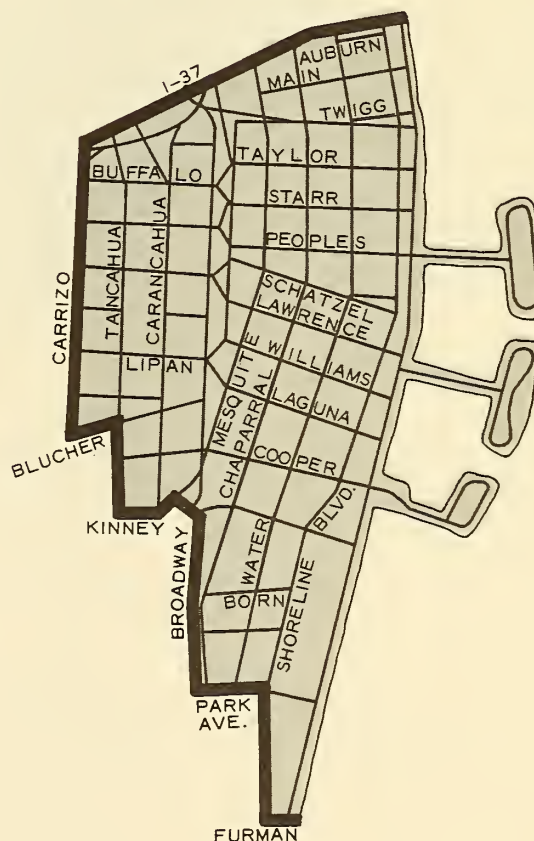 I-37
AUBURN
MAIN
TWIGG
TAYLOR
BUFFALO
STARR
PEOPLES
TANCAHUA
CARANCAHUA
CARRIZO
SCHATZEL
LAWRENCE
WILLIAMS
LIPAN
MESQUITE
CHAPARRAL
LAGUNA
BLUCHER
COOPER
KINNEY
BROADWAY
WATER
SHORELINE BLVD.
BORN
PARK
AVE.
FURMAN